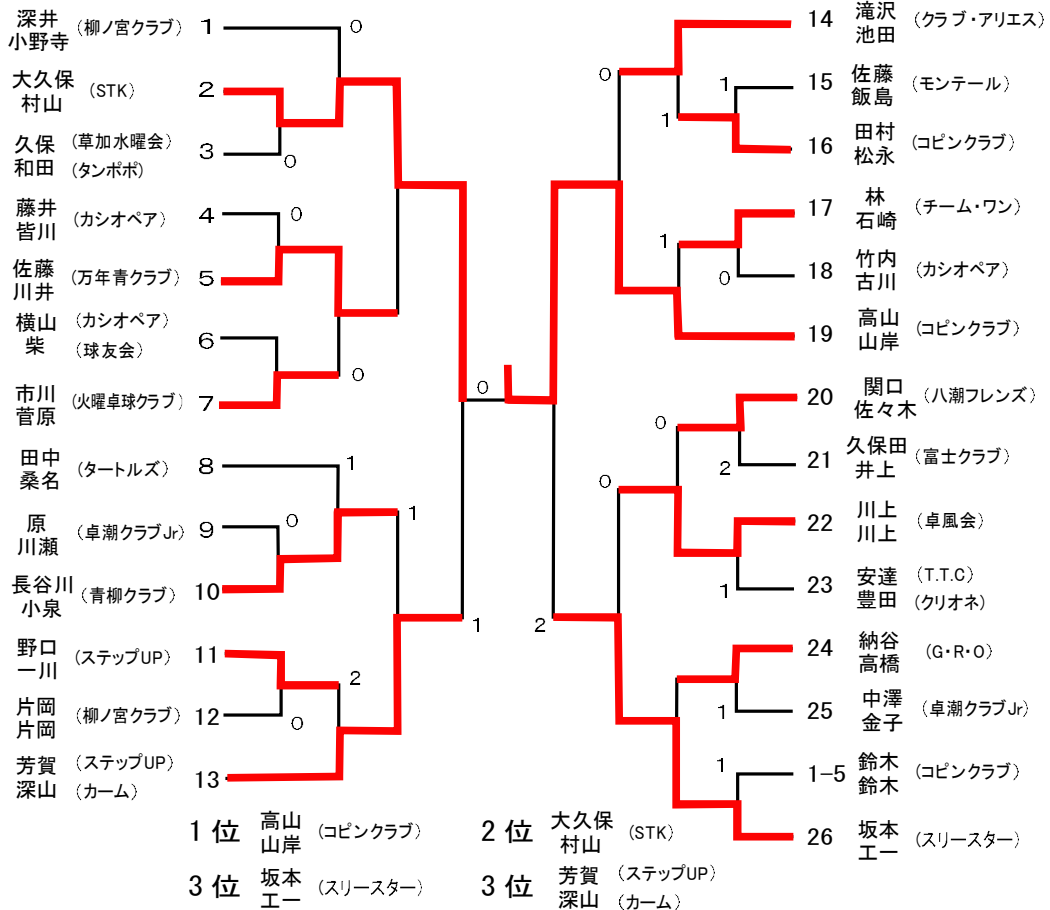 深井
小野寺
(柳ノ宮クラブ)
1
0
大久保
村山
(STK)
2
久保
和田
(草加水曜会)
(タンポポ)
3
0
藤井
皆川
(カシオペア)
4
0
佐藤
川井
(万年青クラブ)
5
横山
柴
(カシオペア)
(球友会)
6
市川
菅原
(火曜卓球クラブ)
7
0
田中
桑名
(タートルズ)
8
1
原
川瀬
(卓潮クラブJr)
9
0
1
長谷川
小泉
(青柳クラブ)
10
野口
一川
(ステップUP)
11
2
片岡
片岡
(柳ノ宮クラブ)
12
0
芳賀
深山
(ステップUP)
(カーム)
13
0
1
2
14
滝沢
池田
(クラブ・アリエス)
0
1
15
佐藤
飯島
(モンテール)
1
16
田村
松永
(コピンクラブ)
17
林
石崎
(チーム・ワン)
1
0
18
竹内
古川
(カシオペア)
19
高山
山岸
(コピンクラブ)
20
関口
佐々木
(八潮フレンズ)
0
2
21
久保田
井上
(富士クラブ)
0
22
川上
川上
(卓風会)
1
23
安達
豊田
(T.T.C)
(クリオネ)
24
納谷
高橋
(G・R・O)
1
25
中澤
金子
(卓潮クラブJr)
1
1-5
鈴木
鈴木
(コピンクラブ)
26
坂本
工一
(スリースター)
1位
高山
山岸
(コピンクラブ)
2位
大久保
村山
(STK)
3位
坂本
工一
(スリースター)
3位
芳賀
深山
(ステップUP)
(カーム)